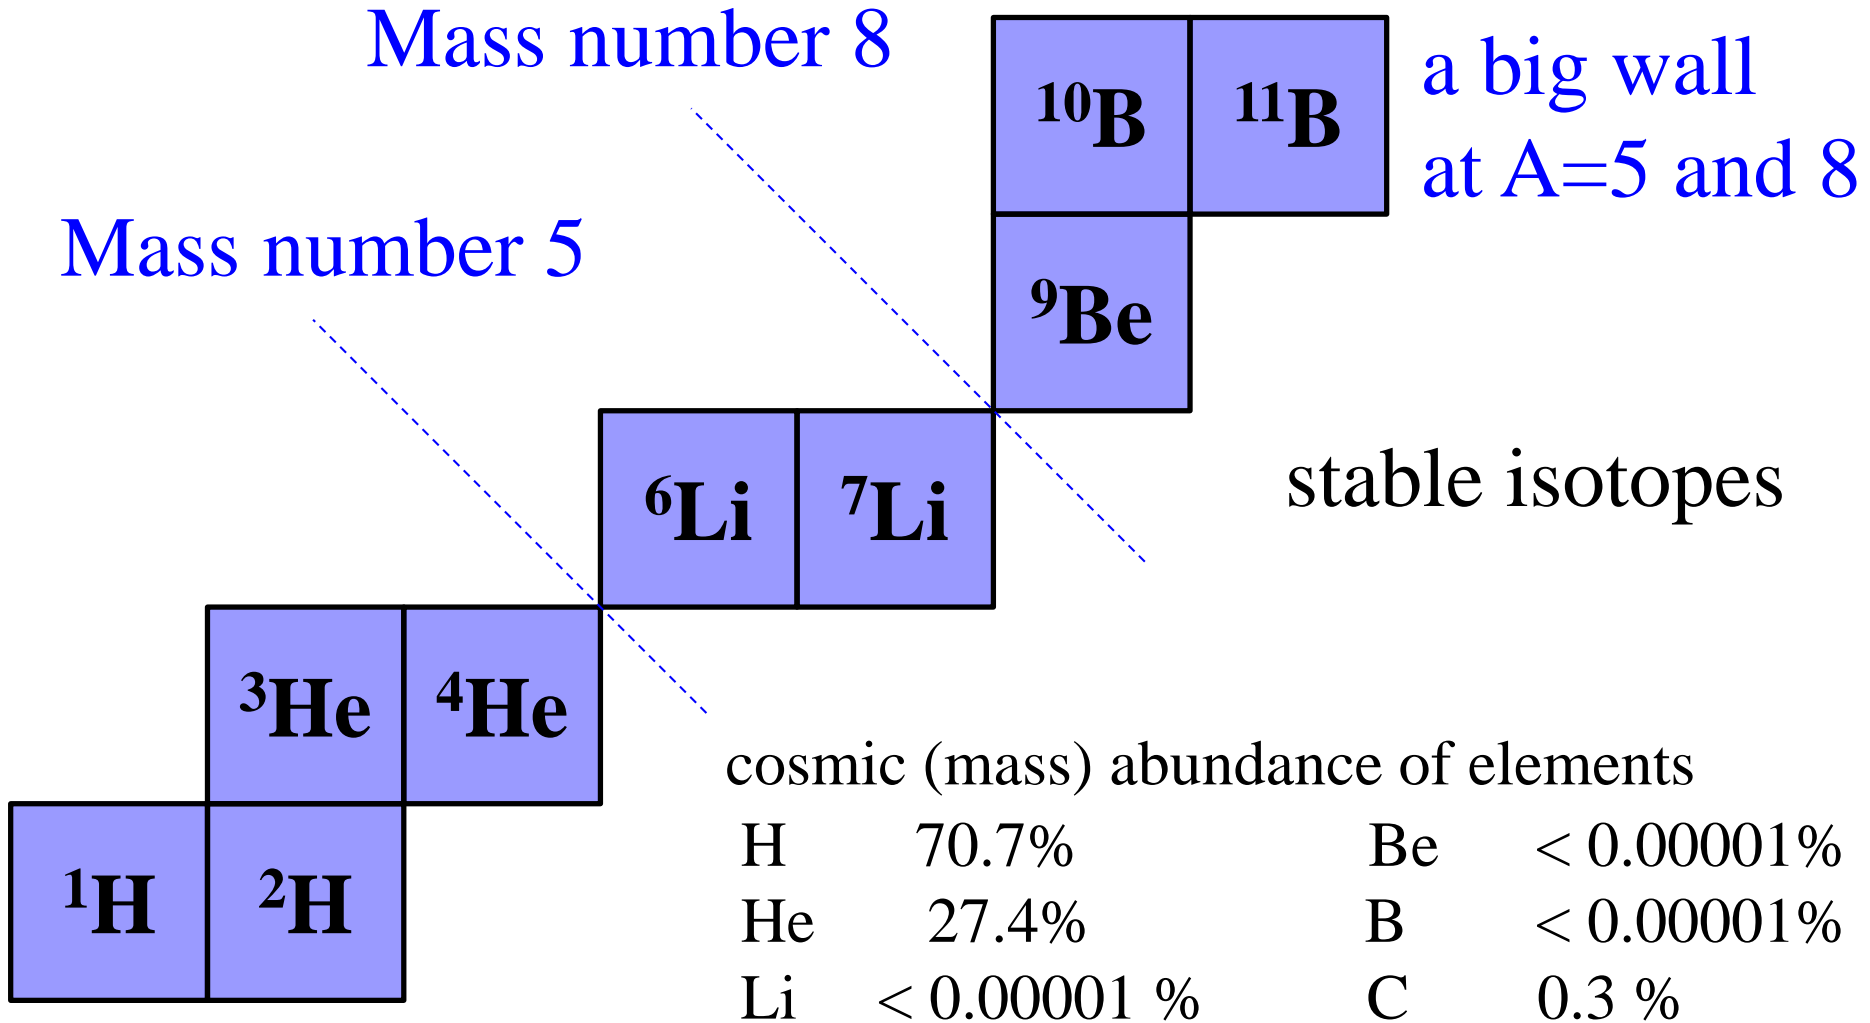 Mass number 8
a big wall
at A=5 and 8
¹⁰B ¹¹B
Mass number 5
⁹Be
⁶Li ⁷Li
stable isotopes
³He ⁴He
¹H ²H
cosmic (mass) abundance of elements
H 70.7% Be < 0.00001%
He 27.4% B < 0.00001%
Li < 0.00001 % C 0.3 %